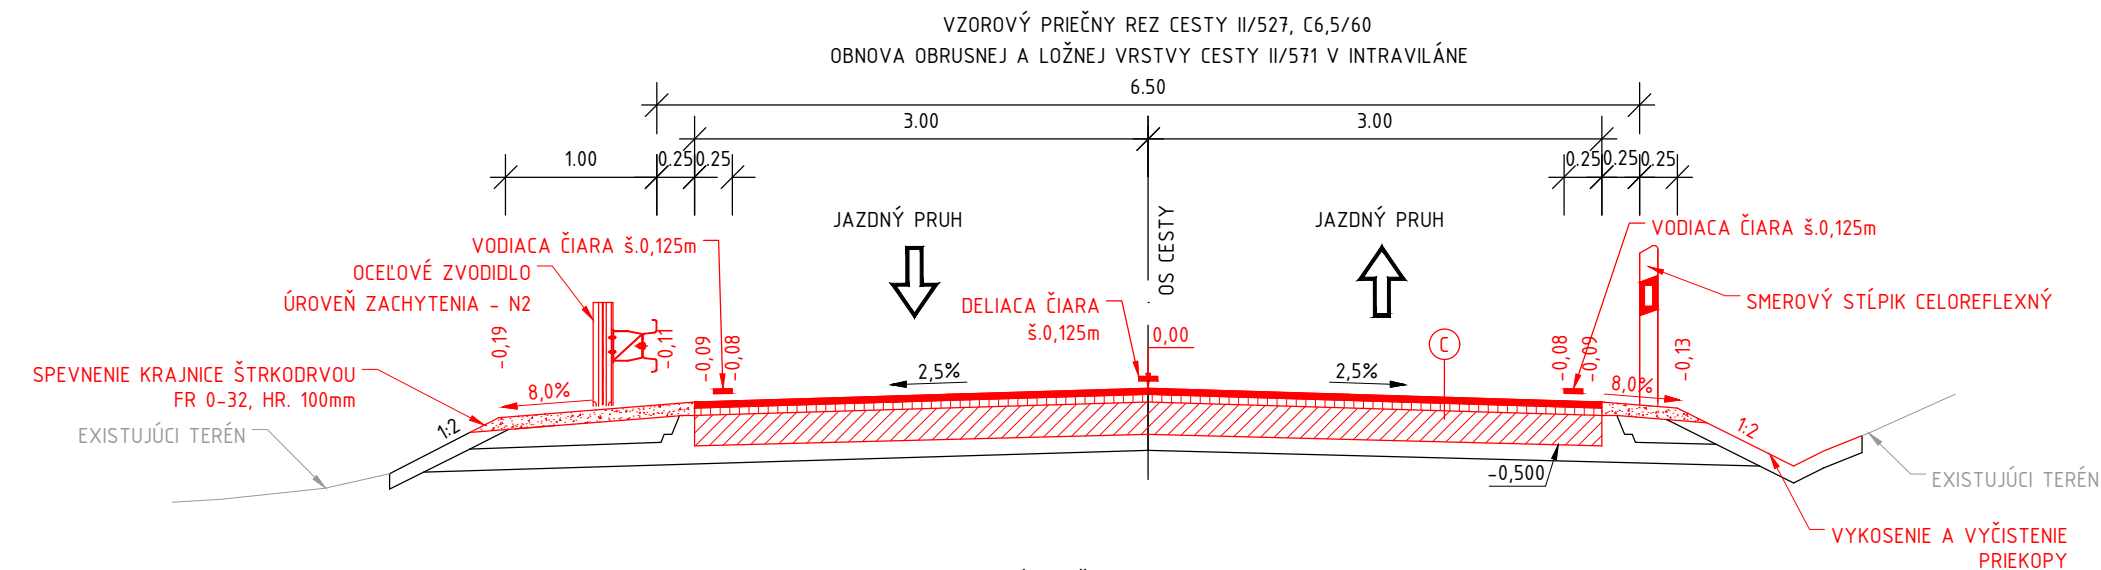 VZOROVÝ PRIEČNY REZ CESTY II/527, C6,5/60
OBNOVA OBRUSNEJ A LOŽNEJ VRSTVY CESTY II/571 V INTRAVILÁNE
6.50
3.00 3.00
1.00 0.25 0.25 0.25 0.25 0.25
JAZDNÝ PRUH JAZDNÝ PRUH
OS CESTY
VODIACA ČIARA š.0,125m
VODIACA ČIARA š.0,125m
OCEĽOVÉ ZVODIDLO
ÚROVEŇ ZACHYTENIA - N2
DELIACA ČIARA
š.0,125m
SMEROVÝ STĹPIK CELOREFLEXNÝ
0,00
C
-0,19 -0,11 -0,09 -0,08 -0,08 -0,09 -0,13
SPEVNENIE KRAJNICE ŠTRKODRVOU
FR 0-32, HR. 100mm
8,0% 2,5% 2,5% 8,0%
EXISTUJÚCI TERÉN
1:2 1:2
-0,500
EXISTUJÚCI TERÉN
VYKOSENIE A VYČISTENIE
PRIEKOPY